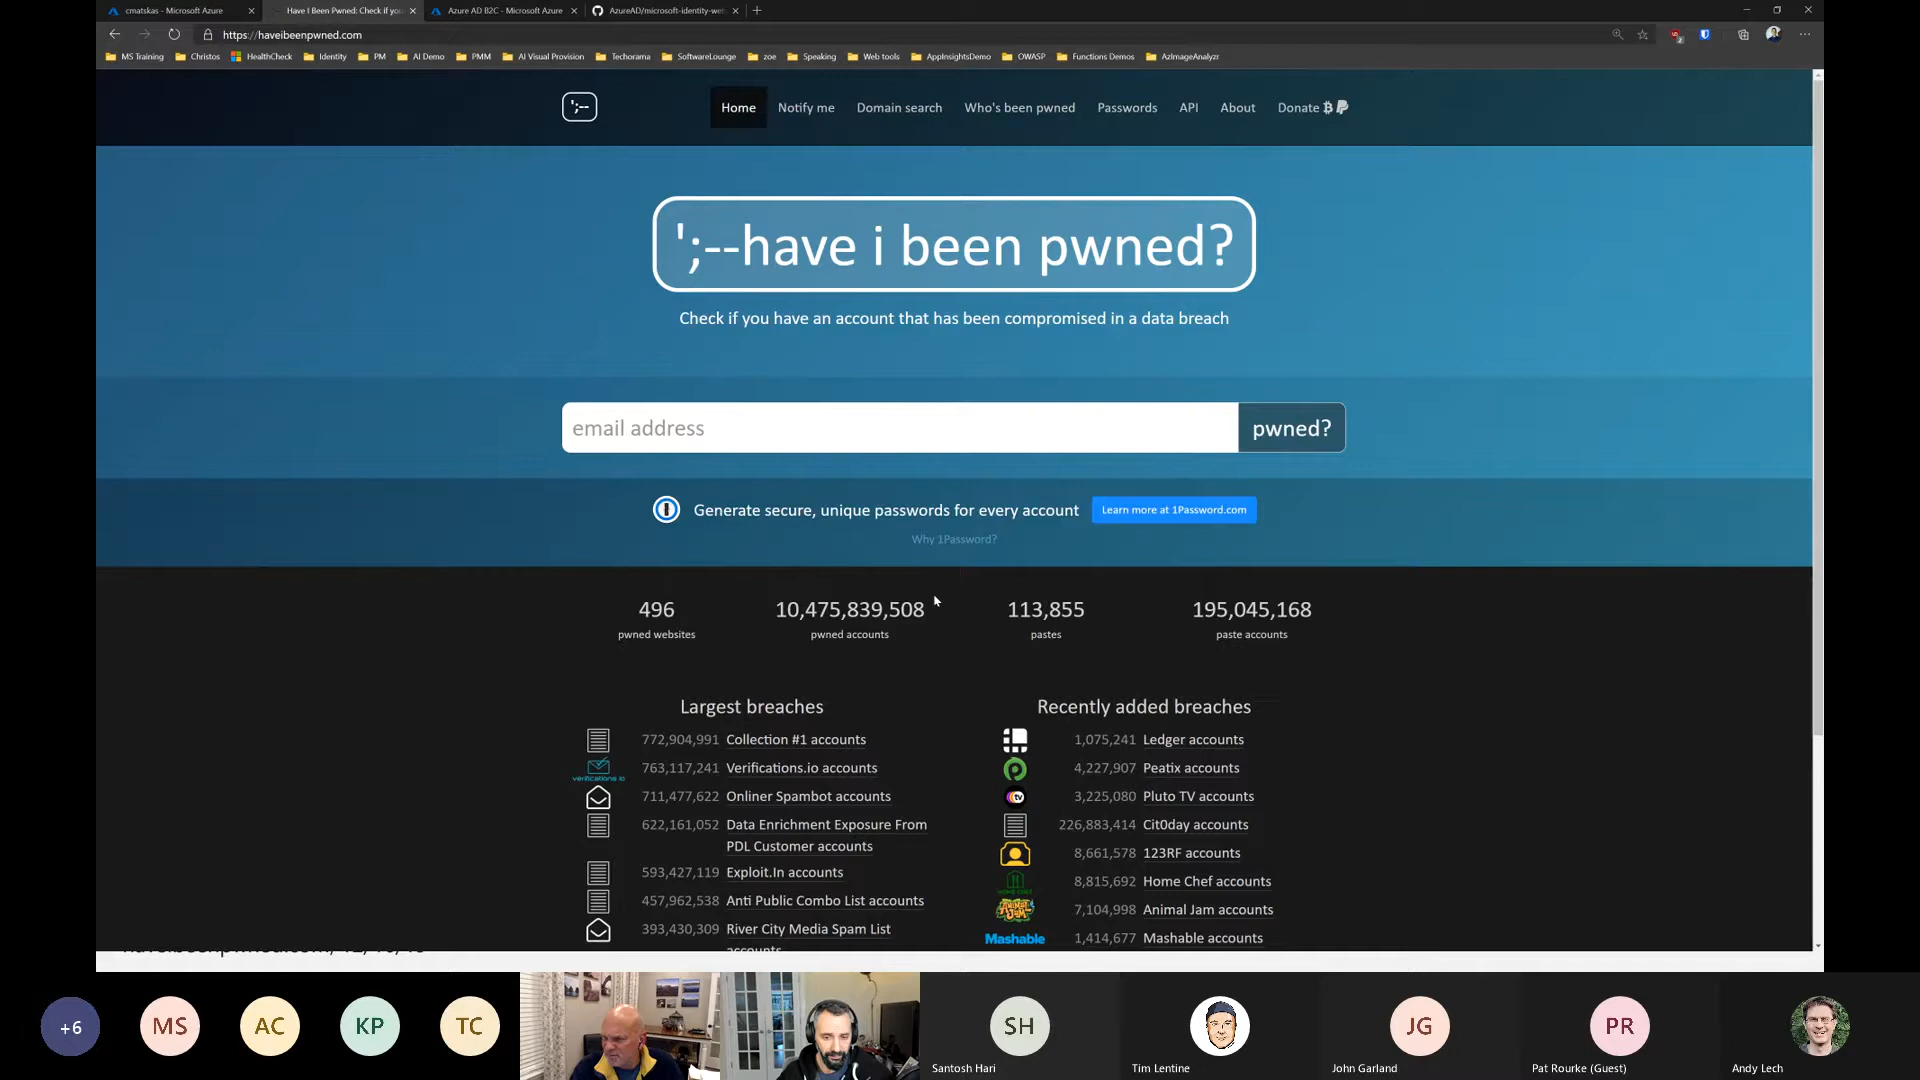 cmatskas - Microsoft Azure
Have I Been Pwned: Check if you
Azure AD B2C - Microsoft Azure
AzureAD/microsoft-identity-we
https://haveibeenpwned.com
MS Training
Christos
HealthCheck
Identity
PM
AI Demo
PMM
AI Visual Provision
Techorama
SoftwareLounge
zoe
Speaking
Web tools
AppInsightsDemo
OWASP
Functions Demos
AzImageAnalyzr
';--
Home
Notify me
Domain search
Who's been pwned
Passwords
API
About
Donate
';--have i been pwned?
Check if you have an account that has been compromised in a data breach
email address
pwned?
Generate secure, unique passwords for every account
Learn more at 1Password.com
Why 1Password?
496
10,475,839,508
113,855
195,045,168
pwned websites
pwned accounts
pastes
paste accounts
Largest breaches
772,904,991 Collection #1 accounts
verifications io
763,117,241 Verifications.io accounts
711,477,622 Onliner Spambot accounts
622,161,052 Data Enrichment Exposure From
PDL Customer accounts
593,427,119 Exploit.In accounts
457,962,538 Anti Public Combo List accounts
393,430,309 River City Media Spam List
accounts
Recently added breaches
1,075,241 Ledger accounts
4,227,907 Peatix accounts
tv
3,225,080 Pluto TV accounts
226,883,414 Cit0day accounts
8,661,578 123RF accounts
HOME CHEF
8,815,692 Home Chef accounts
ANIMAL JAM
7,104,998 Animal Jam accounts
Mashable
1,414,677 Mashable accounts
+6
MS
AC
KP
TC
SH
Santosh Hari
Tim Lentine
JG
John Garland
PR
Pat Rourke (Guest)
Andy Lech